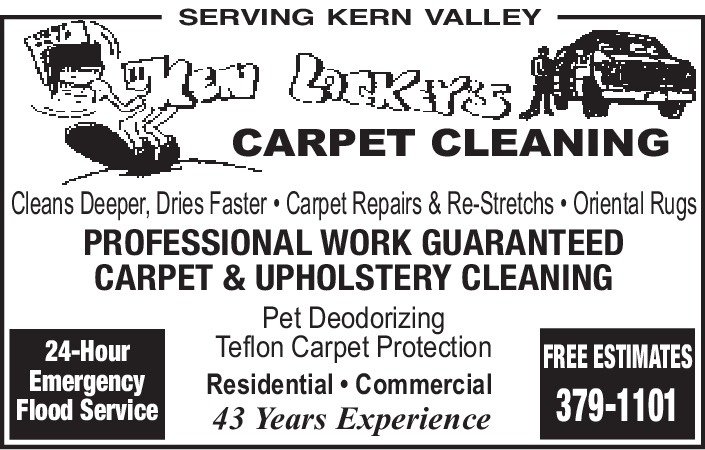 SERVING KERN VALLEY
KEN LOCKEY'S
CARPET CLEANING
Cleans Deeper, Dries Faster • Carpet Repairs & Re-Stretchs • Oriental Rugs
PROFESSIONAL WORK GUARANTEED
CARPET & UPHOLSTERY CLEANING
Pet Deodorizing
Teflon Carpet Protection
Residential • Commercial
43 Years Experience
24-Hour
Emergency
Flood Service
FREE ESTIMATES
379-1101